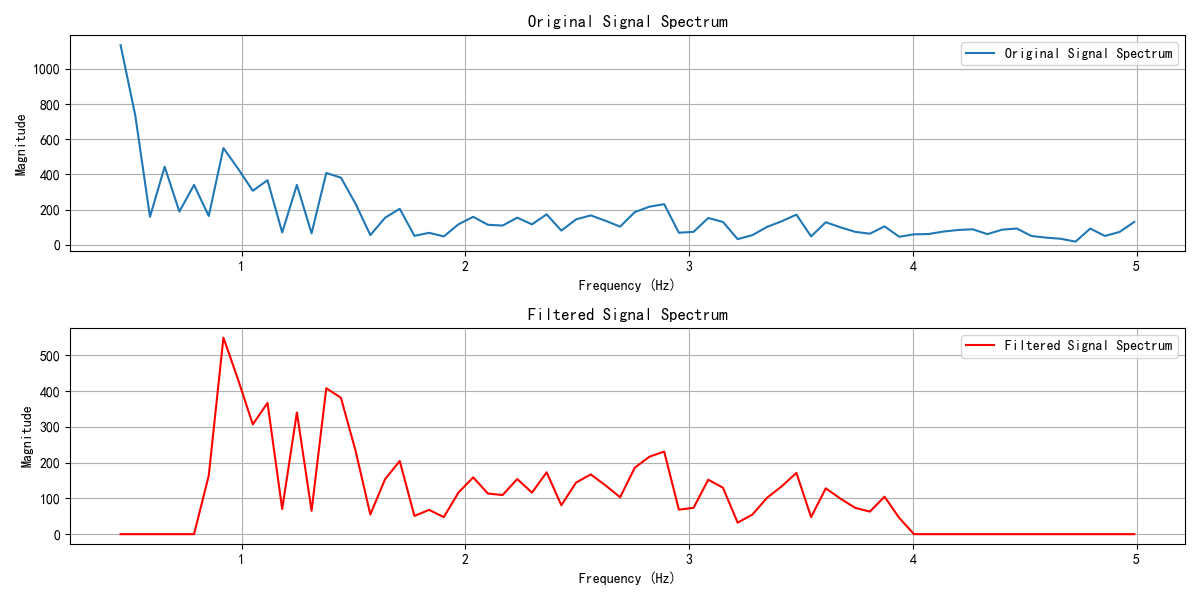 Original Signal Spectrum
Original Signal Spectrum
Magnitude
1000
800
600
400
200
0
1 2 3 4 5
Frequency (Hz)
Filtered Signal Spectrum
Filtered Signal Spectrum
Magnitude
500
400
300
200
100
0
1 2 3 4 5
Frequency (Hz)